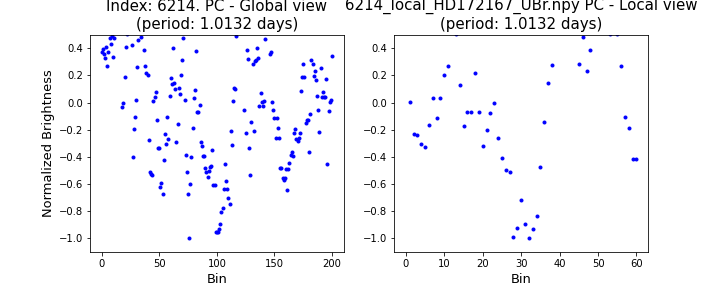 Index: 6214. PC - Global view
(period: 1.0132 days)
6214_local_HD172167_UBr.npy PC - Local view
(period: 1.0132 days)
Normalized Brightness
0.4
0.2
0.0
−0.2
−0.4
−0.6
−0.8
−1.0
0 50 100 150 200
Bin
0.4
0.2
0.0
−0.2
−0.4
−0.6
−0.8
−1.0
0 10 20 30 40 50 60
Bin